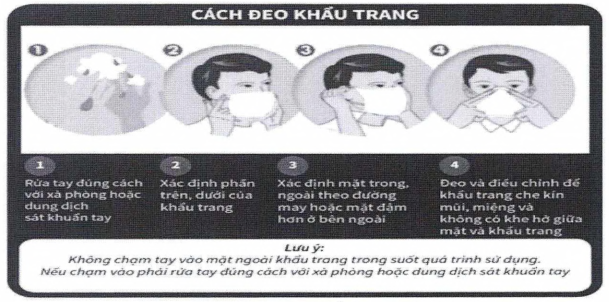 CÁCH ĐEO KHẨU TRANG
1
2
3
4
1
Rửa tay đúng cách
với xà phòng hoặc
dung dịch
sát khuẩn tay
2
Xác định phần
trên, dưới của
khẩu trang
3
Xác định mặt trong,
ngoài theo đường
may hoặc mặt đậm
hơn ở bên ngoài
4
Đeo và điều chỉnh để
khẩu trang che kín
mũi, miệng và
không có khe hở giữa
mặt và khẩu trang
Lưu ý:
Không chạm tay vào mặt ngoài khẩu trang trong suốt quá trình sử dụng.
Nếu chạm vào phải rửa tay đúng cách với xà phòng hoặc dung dịch sát khuẩn tay